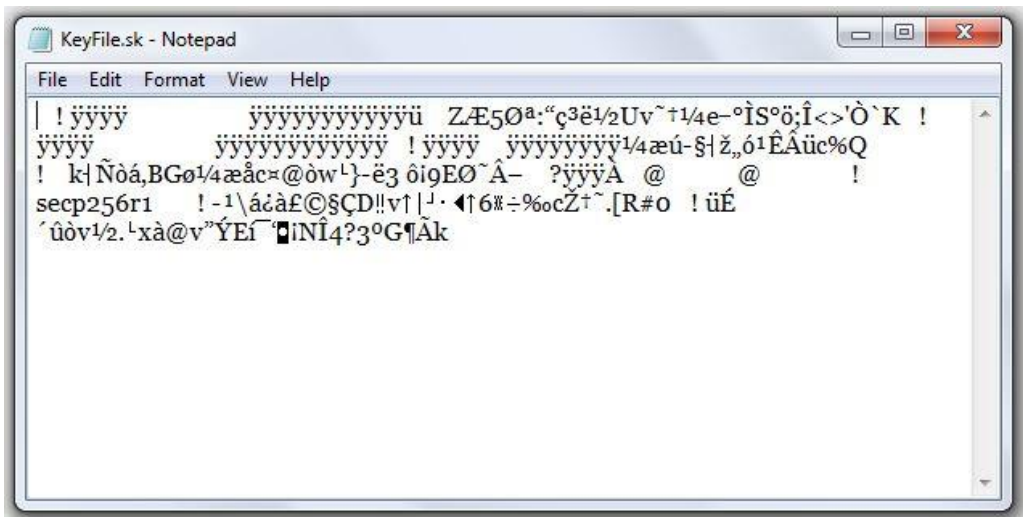 KeyFile.sk - Notepad
File Edit Format View Help
! ÿÿÿÿ ÿÿÿÿÿÿÿÿÿÿÿü ZÆ5Øª:“ç³ë½Uv˜†¼e–°ÌS°ö;Î<>'Ò`K !
ÿÿÿÿ ÿÿÿÿÿÿÿÿÿÿÿÿ ! ÿÿÿÿ ÿÿÿÿÿÿÿÿ¼æú-§┤ž„ó¹ÊÂüc%Q
! k┤Ñòá,BGø¼æåc¤@òw└}-ë3 ôi9EØ˜Â– ?ÿÿÿÀ @ @ !
secp256r1 !-¹\á¿à£©§ÇD‼v↑|┘·◄↑6⌘÷‰cŽ†˜.[R#0 ! üÉ
´ûòv½.└xà@v”ÝEí¯‘◘¡NÎ4?3ºG¶Ãk